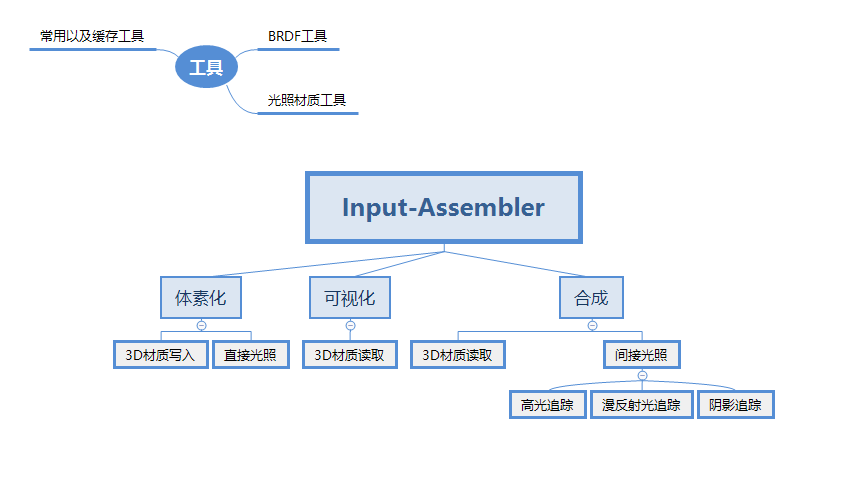 常用以及缓存工具
BRDF工具
工具
光照材质工具
Input-Assembler
体素化
可视化
合成
3D材质写入
直接光照
3D材质读取
3D材质读取
间接光照
高光追踪
漫反射光追踪
阴影追踪